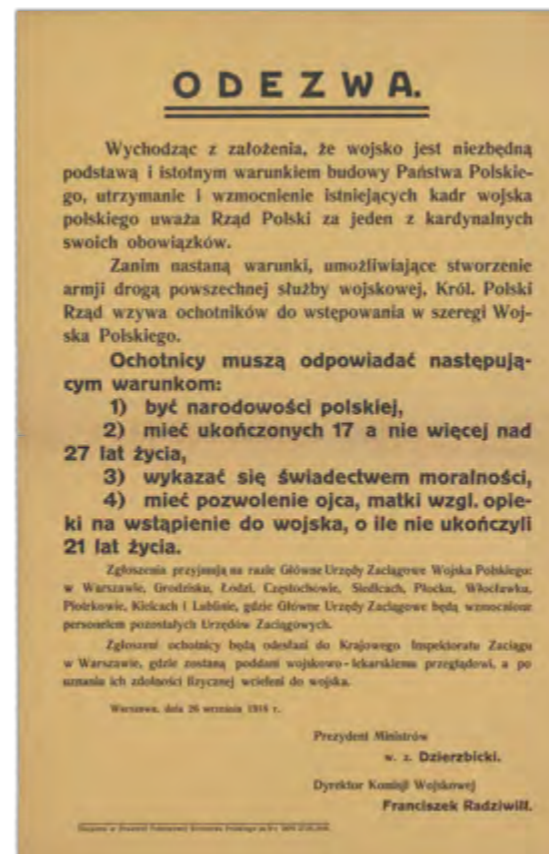 ODEZWA.
Wychodząc z założenia, że wojsko jest niezbędną
podstawą i istotnym warunkiem budowy Państwa Polskie-
go, utrzymanie i wzmocnienie istniejących kadr wojska
polskiego uważa Rząd Polski za jeden z kardynalnych
swoich obowiązków.
Zanim nastaną warunki, umożliwiające stworzenie
armji drogą powszechnej służby wojskowej, Król. Polski
Rząd wzywa ochotników do wstępowania w szeregi Woj-
ska Polskiego.
Ochotnicy muszą odpowiadać następują-
cym warunkom:
1) być narodowości polskiej,
2) mieć ukończonych 17 a nie więcej nad
27 lat życia,
3) wykazać się świadectwem moralności,
4) mieć pozwolenie ojca, matki wzgl. opie-
ki na wstąpienie do wojska, o ile nie ukończyli
21 lat życia.
Zgłoszenia przyjmują na razie Główne Urzędy Zaciągowe Wojska Polskiego:
w Warszawie, Grodzisku, Łodzi, Częstochowie, Siedlcach, Płocku, Włocławku,
Piotrkowie, Kielcach i Lublinie, gdzie Główne Urzędy Zaciągowe będą wzmocnione
personelem pozostałych Urzędów Zaciągowych.
Zgłoszeni ochotnicy będą odesłani do Krajowego Inspektoratu Zaciągu
w Warszawie, gdzie zostaną poddani wojskowo-lekarskiemu przeglądowi, a po
uznaniu ich zdolności fizycznej wcieleni do wojska.
Warszawa, dnia 26 września 1918 r.
Prezydent Ministrów
w. z. Dzierzbicki.
Dyrektor Komisji Wojskowej
Franciszek Radziwiłł.